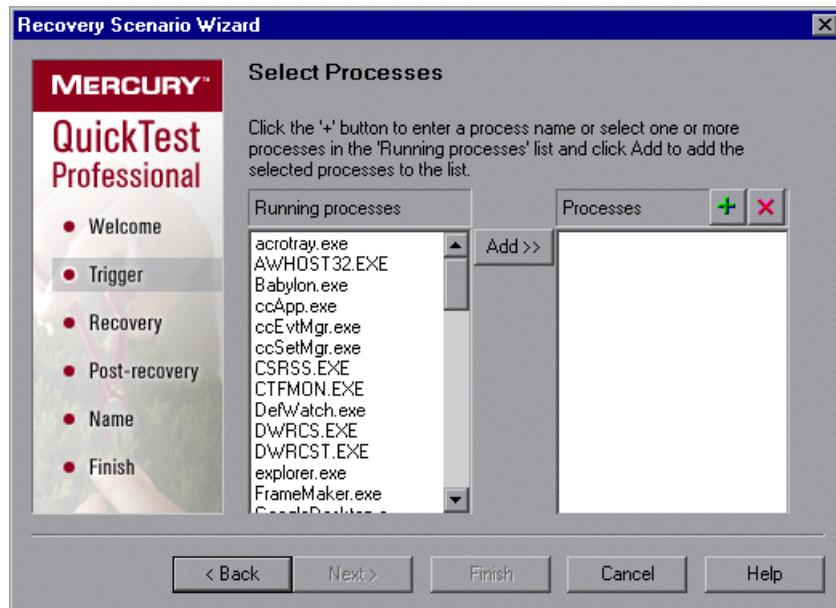 Recovery Scenario Wizard
MERCURY™
QuickTest
Professional
Welcome
Trigger
Recovery
Post-recovery
Name
Finish
Select Processes
Click the '+' button to enter a process name or select one or more
processes in the 'Running processes' list and click Add to add the
selected processes to the list.
Running processes
acrotray.exe
AWHOST32.EXE
Babylon.exe
ccApp.exe
ccEvtMgr.exe
ccSetMgr.exe
CSRSS.EXE
CTFMON.EXE
DefWatch.exe
DWRCS.EXE
DWRCST.EXE
explorer.exe
FrameMaker.exe
Add >>
Processes
< Back
Next >
Finish
Cancel
Help